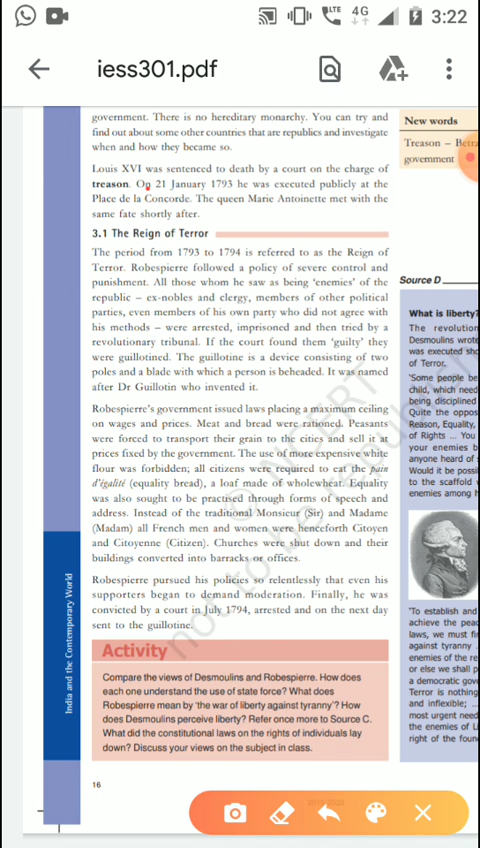 LTE
4G
3:22
iess301.pdf
government. There is no hereditary monarchy. You can try and
find out about some other countries that are republics and investigate
when and how they became so.
Louis XVI was sentenced to death by a court on the charge of
treason. On 21 January 1793 he was executed publicly at the
Place de la Concorde. The queen Marie Antoinette met with the
same fate shortly after.
3.1 The Reign of Terror
The period from 1793 to 1794 is referred to as the Reign of
Terror. Robespierre followed a policy of severe control and
punishment. All those whom he saw as being ‘enemies’ of the
republic – ex-nobles and clergy, members of other political
parties, even members of his own party who did not agree with
his methods – were arrested, imprisoned and then tried by a
revolutionary tribunal. If the court found them ‘guilty’ they
were guillotined. The guillotine is a device consisting of two
poles and a blade with which a person is beheaded. It was named
after Dr Guillotin who invented it.
Robespierre’s government issued laws placing a maximum ceiling
on wages and prices. Meat and bread were rationed. Peasants
were forced to transport their grain to the cities and sell it at
prices fixed by the government. The use of more expensive white
flour was forbidden; all citizens were required to eat the pain
d’égalité (equality bread), a loaf made of wholewheat. Equality
was also sought to be practised through forms of speech and
address. Instead of the traditional Monsieur (Sir) and Madame
(Madam) all French men and women were henceforth Citoyen
and Citoyenne (Citizen). Churches were shut down and their
buildings converted into barracks or offices.
Robespierre pursued his policies so relentlessly that even his
supporters began to demand moderation. Finally, he was
convicted by a court in July 1794, arrested and on the next day
sent to the guillotine.
Activity
Compare the views of Desmoulins and Robespierre. How does
each one understand the use of state force? What does
Robespierre mean by ‘the war of liberty against tyranny’? How
does Desmoulins perceive liberty? Refer once more to Source C.
What did the constitutional laws on the rights of individuals lay
down? Discuss your views on the subject in class.
16
India and the Contemporary World
New words
Treason – Betra
government
Source D
What is liberty?
The revolution
Desmoulins wrote
was executed sho
of Terror.
‘Some people be
child, which need
being disciplined
Quite the oppos
Reason, Equality,
of Rights ... You
your enemies b
anyone heard of
Would it be possi
to the scaffold
enemies among h
‘To establish and
achieve the peac
laws, we must fi
against tyranny ..
enemies of the re
or else we shall p
a democratic gov
Terror is nothing
and inflexible; ...
most urgent need
the enemies of Li
right of the foun
© NCERT
not to be republished